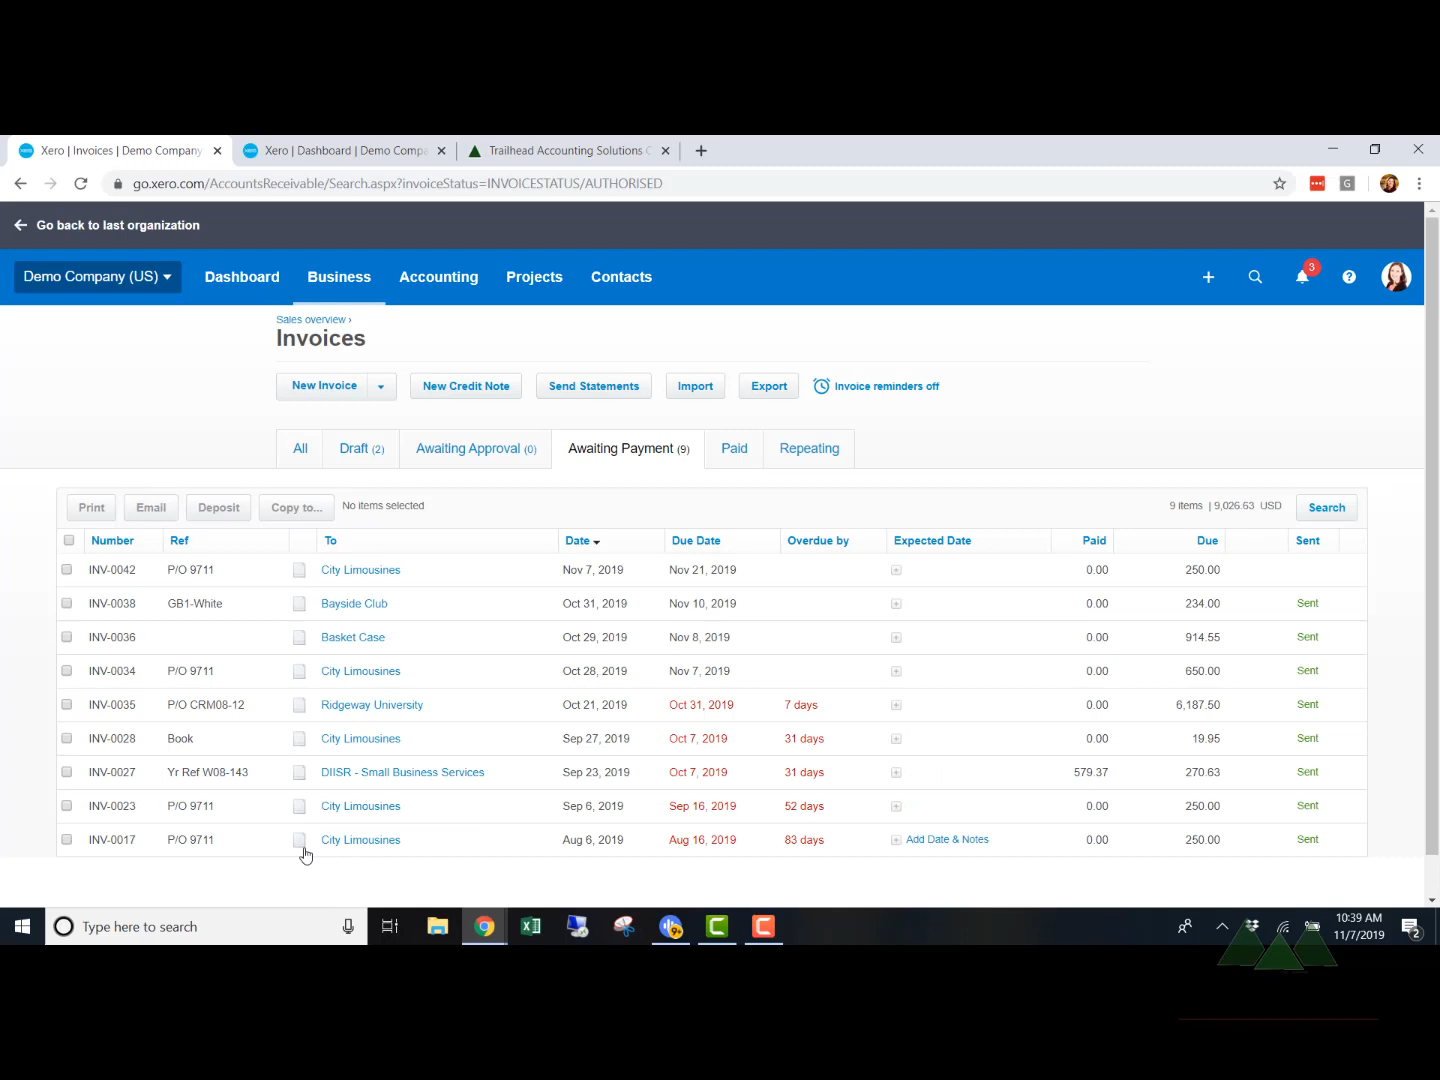 xero Xero | Invoices | Demo Company
xero Xero | Dashboard | Demo Compa
Trailhead Accounting Solutions C
go.xero.com/AccountsReceivable/Search.aspx?invoiceStatus=INVOICESTATUS/AUTHORISED
G
Go back to last organization
Demo Company (US) Dashboard Business Accounting Projects Contacts 3
Sales overview ›
Invoices
New Invoice New Credit Note Send Statements Import Export Invoice reminders off
All Draft (2) Awaiting Approval (0) Awaiting Payment (9) Paid Repeating
Print Email Deposit Copy to... No items selected 9 items | 9,026.63 USD Search
Number Ref To Date Due Date Overdue by Expected Date Paid Due Sent
INV-0042 P/O 9711 City Limousines Nov 7, 2019 Nov 21, 2019 0.00 250.00
INV-0038 GB1-White Bayside Club Oct 31, 2019 Nov 10, 2019 0.00 234.00 Sent
INV-0036 Basket Case Oct 29, 2019 Nov 8, 2019 0.00 914.55 Sent
INV-0034 P/O 9711 City Limousines Oct 28, 2019 Nov 7, 2019 0.00 650.00 Sent
INV-0035 P/O CRM08-12 Ridgeway University Oct 21, 2019 Oct 31, 2019 7 days 0.00 6,187.50 Sent
INV-0028 Book City Limousines Sep 27, 2019 Oct 7, 2019 31 days 0.00 19.95 Sent
INV-0027 Yr Ref W08-143 DIISR - Small Business Services Sep 23, 2019 Oct 7, 2019 31 days 579.37 270.63 Sent
INV-0023 P/O 9711 City Limousines Sep 6, 2019 Sep 16, 2019 52 days 0.00 250.00 Sent
INV-0017 P/O 9711 City Limousines Aug 6, 2019 Aug 16, 2019 83 days Add Date & Notes 0.00 250.00 Sent
Type here to search
9+
10:39 AM
11/7/2019
2